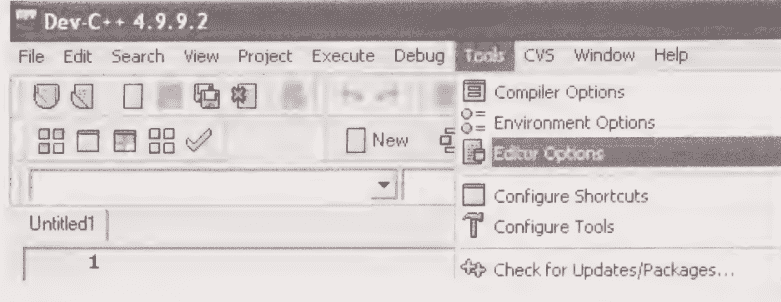 Dev-C++ 4.9.9.2
File Edit Search View Project Execute Debug Tools CVS Window Help
Compiler Options
Environment Options
New
Editor Options
Configure Shortcuts
Untitled1
Configure Tools
1
Check for Updates/Packages...